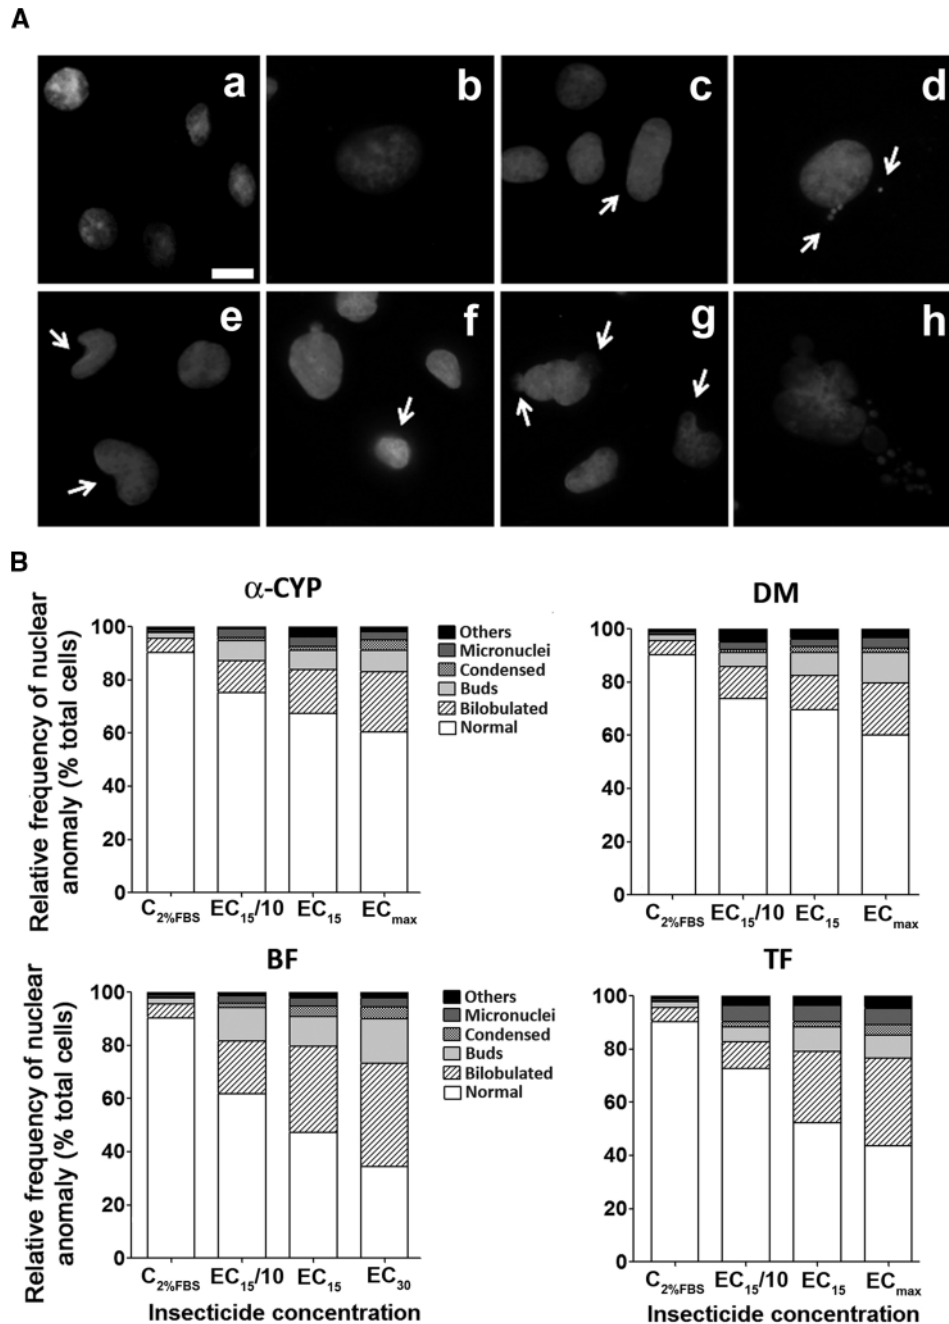 A
a b c d
e f g h
B
α-CYP
Relative frequency of nuclear
anomaly (% total cells)
100
80
60
40
20
0
C2%FBS EC15/10 EC15 ECmax
Others
Micronuclei
Condensed
Buds
Bilobulated
Normal
DM
100
80
60
40
20
0
C2%FBS EC15/10 EC15 ECmax
BF
Relative frequency of nuclear
anomaly (% total cells)
100
80
60
40
20
0
C2%FBS EC15/10 EC15 EC30
Insecticide concentration
Others
Micronuclei
Condensed
Buds
Bilobulated
Normal
TF
100
80
60
40
20
0
C2%FBS EC15/10 EC15 ECmax
Insecticide concentration